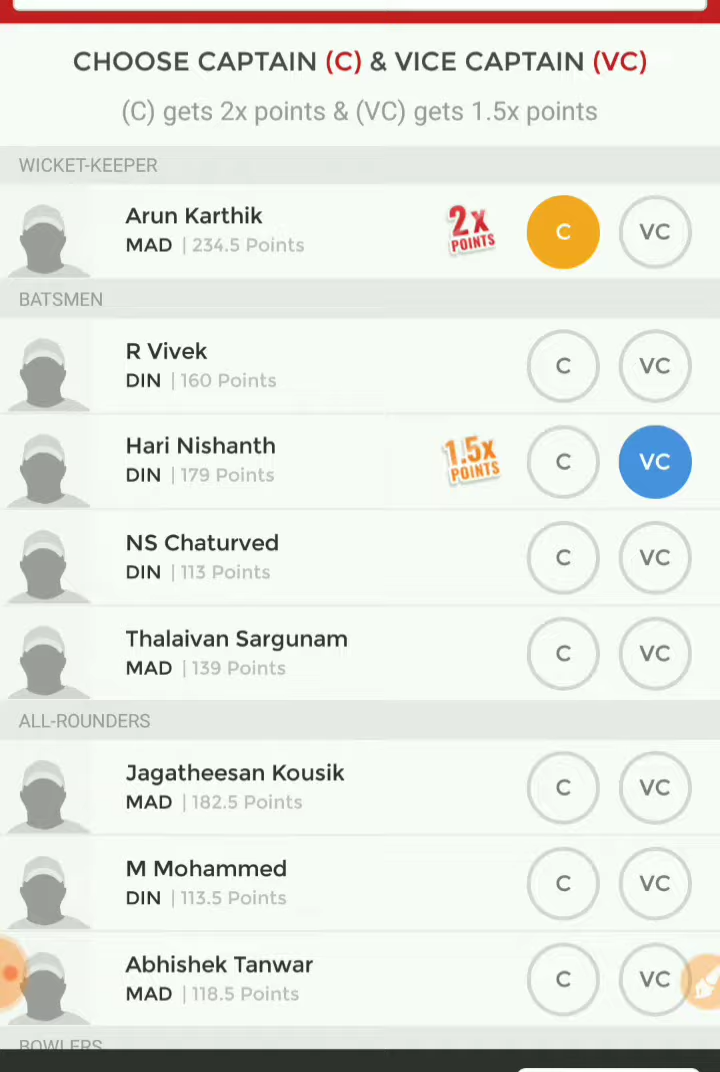 CHOOSE CAPTAIN (C) & VICE CAPTAIN (VC)
(C) gets 2x points & (VC) gets 1.5x points
WICKET-KEEPER
Arun Karthik
MAD | 234.5 Points
2x POINTS
C
VC
BATSMEN
R Vivek
DIN | 160 Points
C
VC
Hari Nishanth
DIN | 179 Points
1.5x POINTS
C
VC
NS Chaturved
DIN | 113 Points
C
VC
Thalaivan Sargunam
MAD | 139 Points
C
VC
ALL-ROUNDERS
Jagatheesan Kousik
MAD | 182.5 Points
C
VC
M Mohammed
DIN | 113.5 Points
C
VC
Abhishek Tanwar
MAD | 118.5 Points
C
VC
BOWLERS